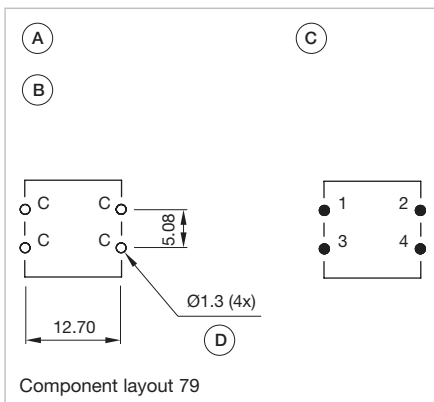 A
C
B
C C
C C
5.08
1 2
3 4
12.70
Ø1.3 (4x)
D
Component layout 79